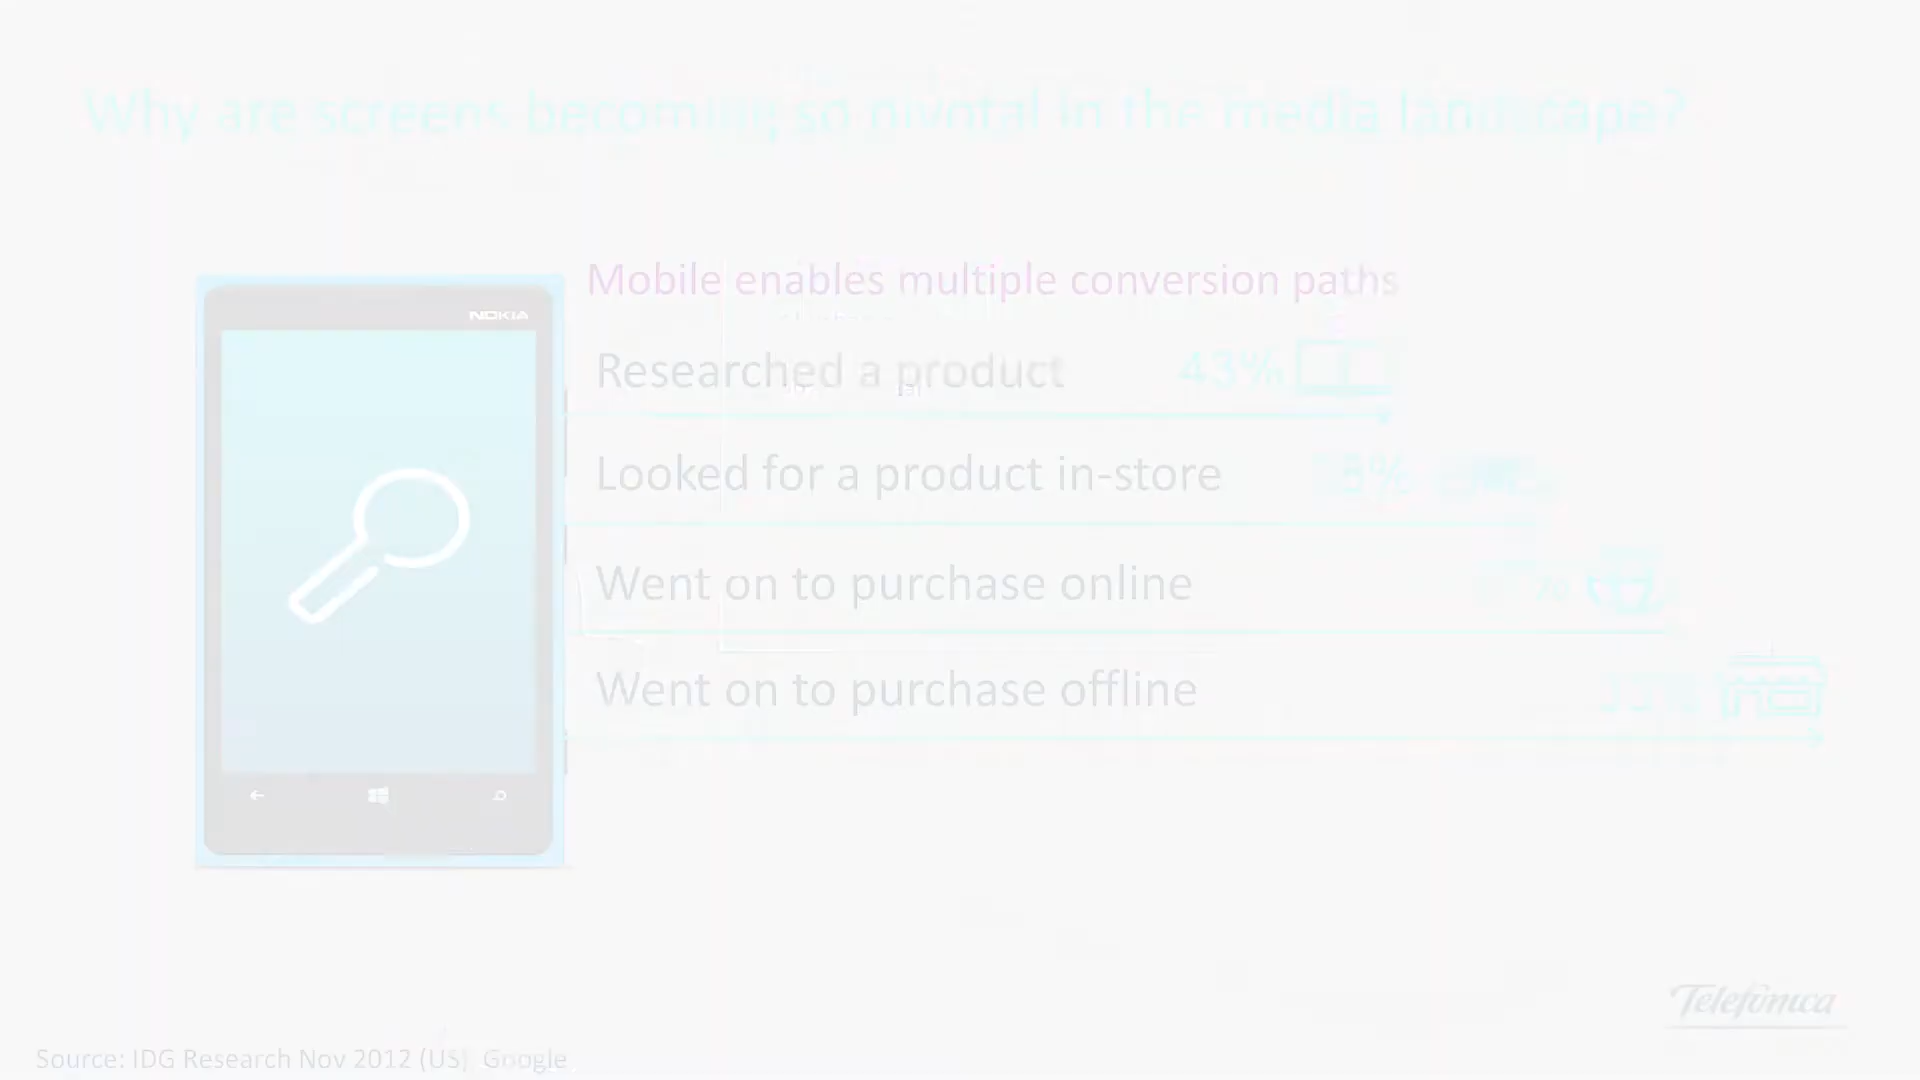 Why are screens becoming so pivotal in the media landscape?
Mobile enables multiple conversion paths
NOKIA
Researched a product 43%
Looked for a product in-store
Went on to purchase online
Went on to purchase offline
Telefónica
Source: IDG Research Nov 2012 (US) Google